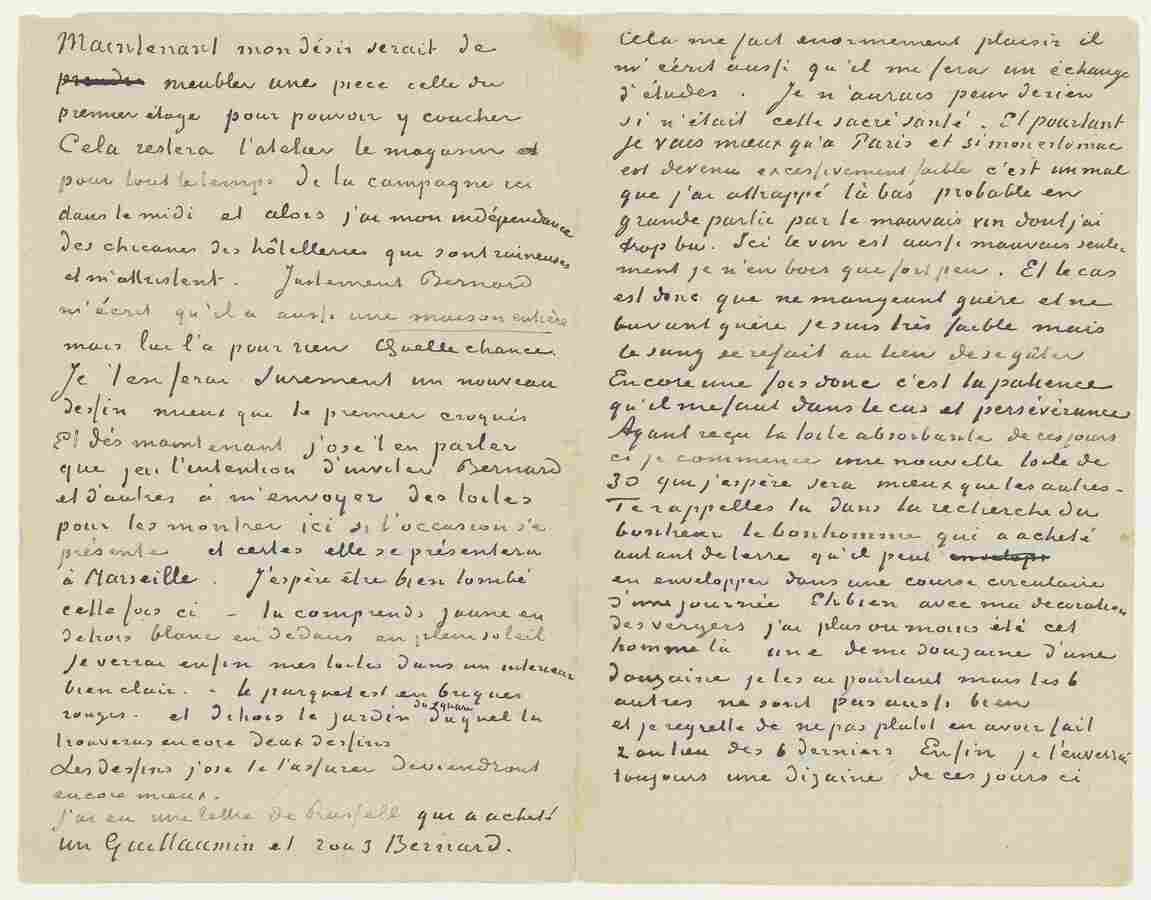 Maintenant mon désir serait de
prendre meubler une piece celle du
premier étage pour pouvoir y coucher
Cela restera l'atelier le magasin et
pour tout le temps de la campagne ici
dans le midi et alors j'ai mon indépendance
des chicanes des hôtelleries qui sont ruineuses
et m'attristent. Justement Bernard
m'écrit qu'il a aussi une maison entière
mais lui l'a pour rien Quelle chance.
Je t'en ferai surement un nouveau
dessin mieux que le premier croquis
Et dés maintenant j'ose t'en parler
que j'ai l'intention d'inviter Bernard
et d'autres à m'envoyer des toiles
pour les montrer ici si l'occasion s'e
présente et certes elle se présentera
à Marseille. J'espère être bien tombé
cette fois ci – tu comprends jaune en
dehors blanc en dedans en plein soleil
je verrai enfin mes toiles dans un interieur
bien clair. – le parquet est en briques
rouges. et dehors le jardin du square duquel tu
trouveras encore deux dessins
Les dessins j'ose te l'assurer deviendront
encore mieux.
j'ai eu une lettre de Russell qui a acheté
un Guillaumin et 2 ou 3 Bernard.
Cela me fait enormement plaisir il
m'écrit aussi qu'il me fera un échange
d'études. Je n'aurais peur de rien
si n'était cette sacré santé. Et pourtant
je vais mieux qu'à Paris et si mon estomac
est devenu excessivement faible c'est un mal
que j'ai attrappé là bas probable en
grande partie par le mauvais vin dont j'ai
trop bu. Ici le vin est aussi mauvais seule-
ment je n'en bois que fort peu. Et le cas
est donc que ne mangeant guère et ne
buvant guère je suis très faible mais
le sang se refait au lieu de se gâter
Encore une fois donc c'est la patience
qu'il me faut dans le cas et persévérance
Ayant reçu la toile absorbante de ces jours
ci je commence une nouvelle toile de
30 qui j'espère sera mieux que les autres –
Te rappelles tu dans la recherche du
bonheur le bonhomme qui a acheté
autant de terre qu'il peut envelopr
en envelopper dans une course circulaire
d'une journée Eh bien avec ma decoration
des vergers j'ai plus ou moins été cet
homme là une demi douzaine d'une
douzaine je les ai pourtant mais les 6
autres ne sont pas aussi bien
et je regrette de ne pas plutot en avoir fait
2 au lieu des 6 derniers Enfin je t'enverrai
toujours une dizaine de ces jours ci